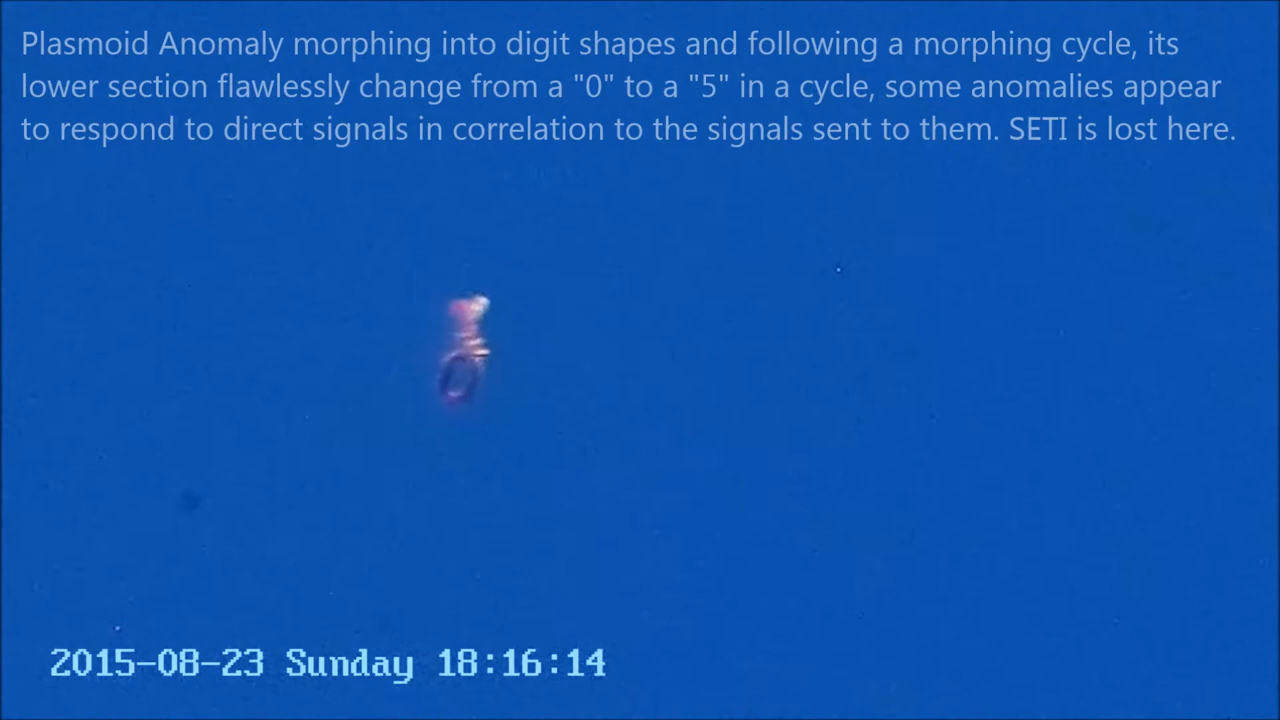 Plasmoid Anomaly morphing into digit shapes and following a morphing cycle, its
lower section flawlessly change from a "0" to a "5" in a cycle, some anomalies appear
to respond to direct signals in correlation to the signals sent to them. SETI is lost here.
2015-08-23 Sunday 18:16:14